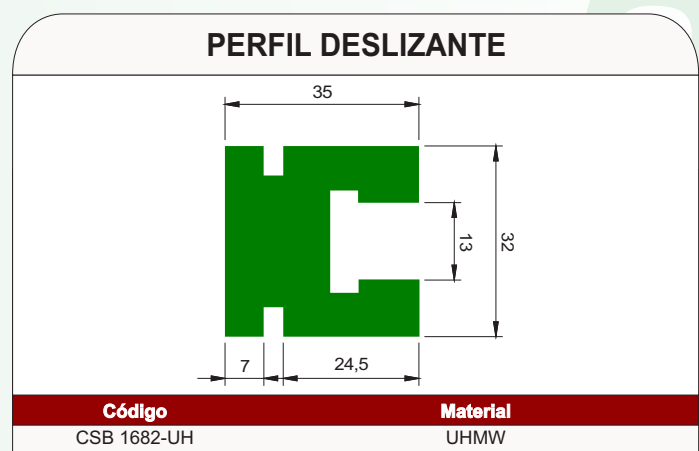 PERFIL DESLIZANTE
35
13
32
7
24,5
Código Material
CSB 1682-UH UHMW